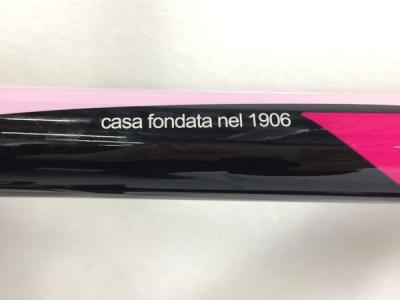 casa fondata nel 1906